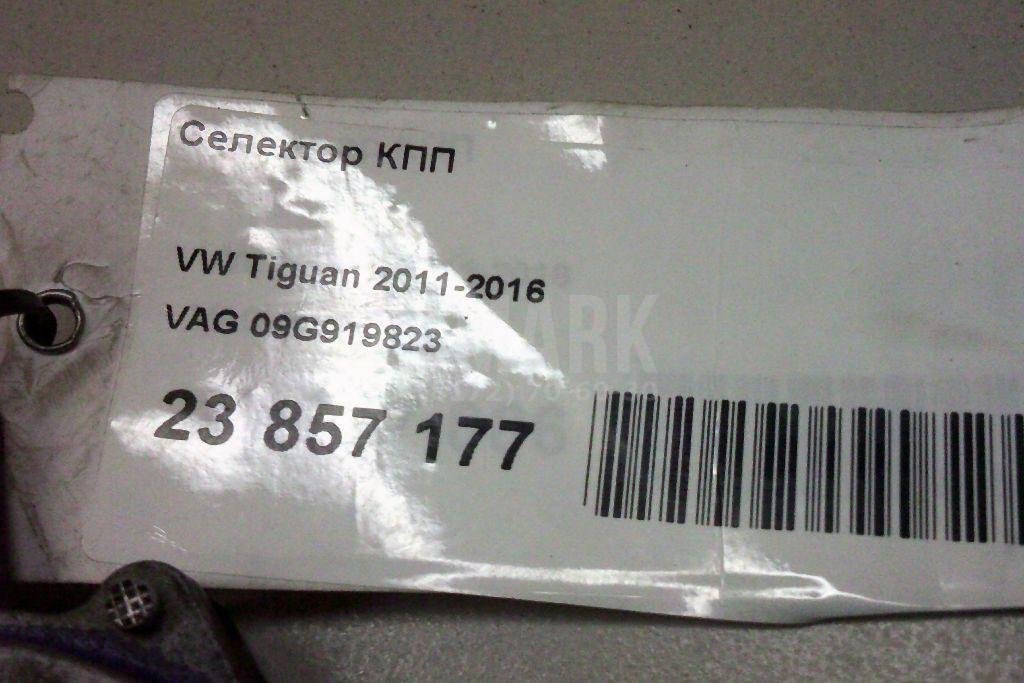 Селектор КПП
VW Tiguan 2011-2016
VAG 09G919823
23 857 177